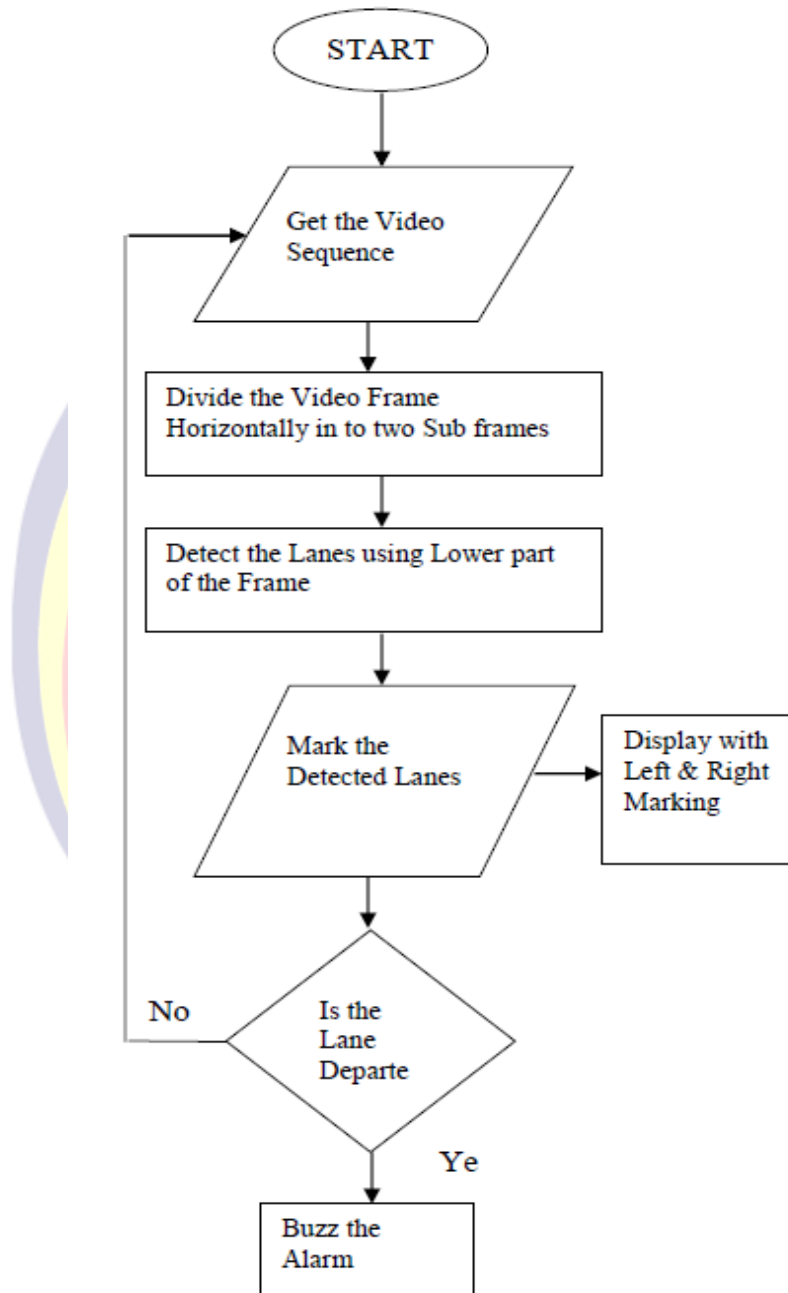 START
Get the Video
Sequence
Divide the Video Frame
Horizontally in to two Sub frames
Detect the Lanes using Lower part
of the Frame
Mark the
Detected Lanes
Display with
Left & Right
Marking
No
Is the
Lane
Departe
Ye
Buzz the
Alarm